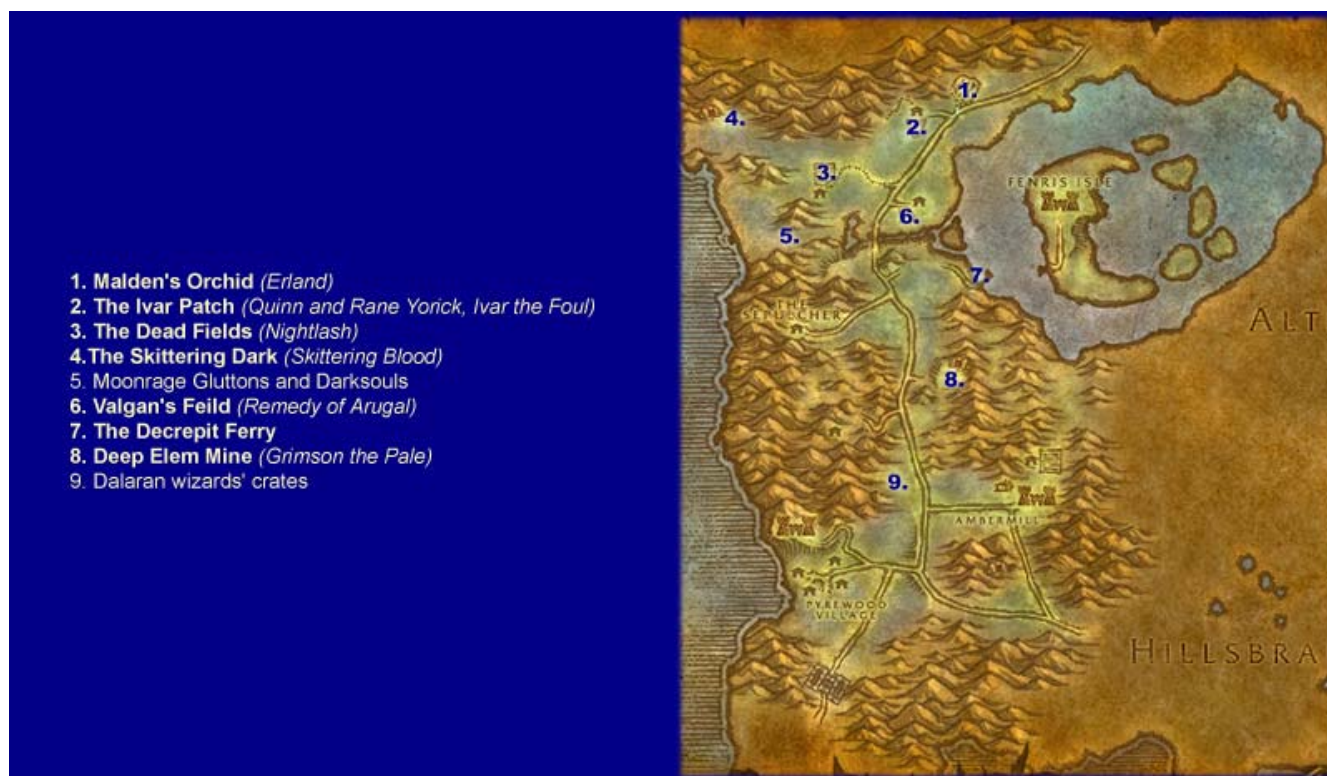 1. Malden's Orchid (Erland)
2. The Ivar Patch (Quinn and Rane Yorick, Ivar the Foul)
3. The Dead Fields (Nightlash)
4.The Skittering Dark (Skittering Blood)
5. Moonrage Gluttons and Darksouls
6. Valgan's Feild (Remedy of Arugal)
7. The Decrepit Ferry
8. Deep Elem Mine (Grimson the Pale)
9. Dalaran wizards' crates
1.
4.
2.
3.
FENRIS ISLE
6.
5.
7.
THE
SEPULCHER
ALT
8.
9.
AMBERMILL
PYREWOOD
VILLAGE
HILLSBRA